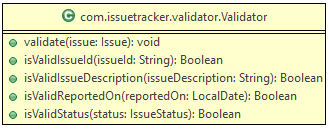 com.issuetracker.validator.Validator
validate(issue: Issue): void
isValidIssueId(issueId: String): Boolean
isValidIssueDescription(issueDescription: String): Boolean
isValidReportedOn(reportedOn: LocalDate): Boolean
isValidStatus(status: IssueStatus): Boolean